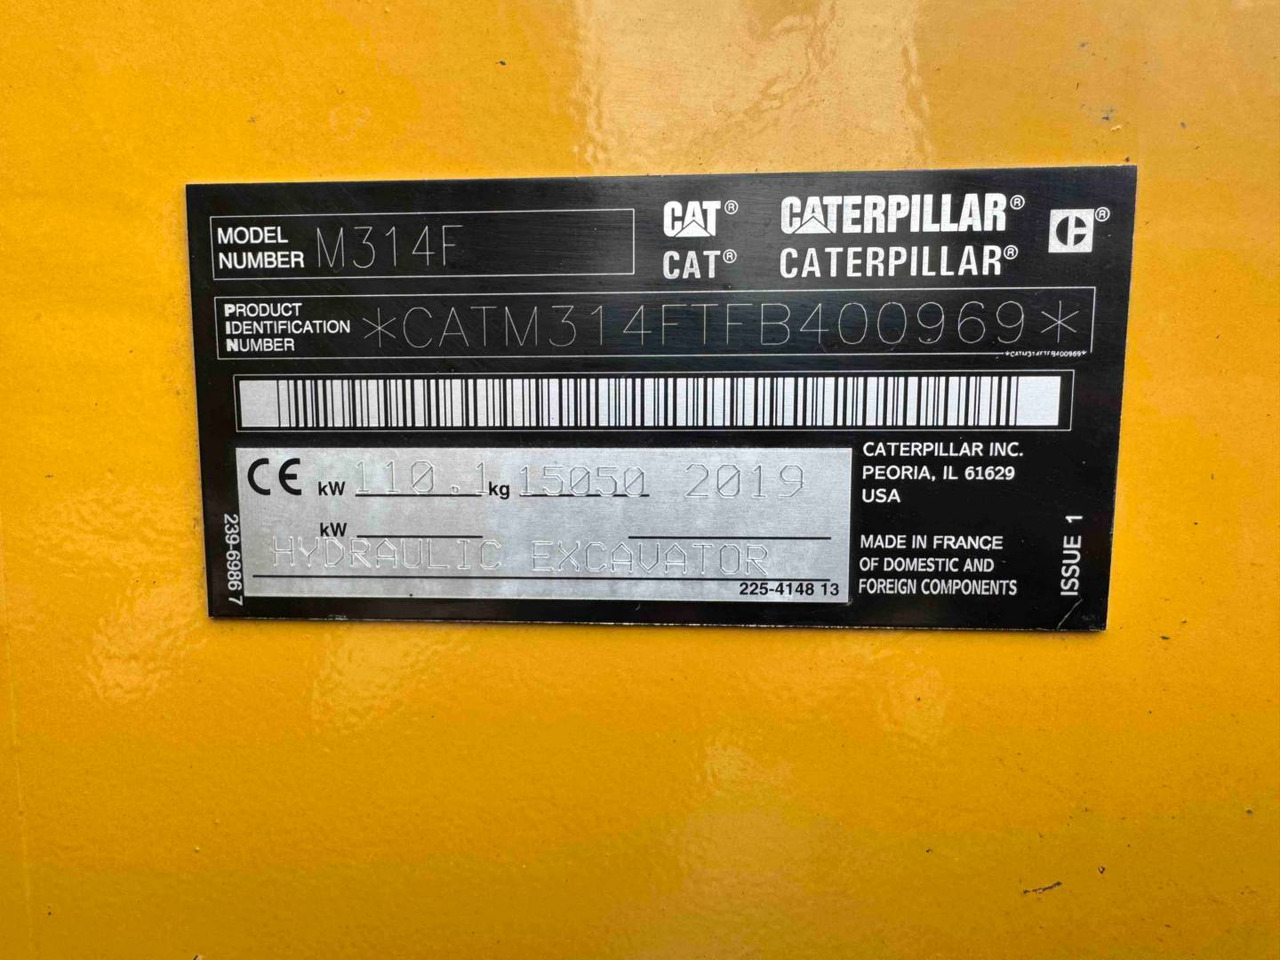 MODEL NUMBER M314F
CAT® CATERPILLAR®
CAT® CATERPILLAR®
PRODUCT IDENTIFICATION NUMBER *CATM314FTFB400969*
*CATM314FTFB400969*
CE kW 110.1 kg 15050 2019
kW
HYDRAULIC EXCAVATOR
225-4148 13
239-6986 7
CATERPILLAR INC.
PEORIA, IL 61629
USA
MADE IN FRANCE
OF DOMESTIC AND
FOREIGN COMPONENTS
ISSUE 1